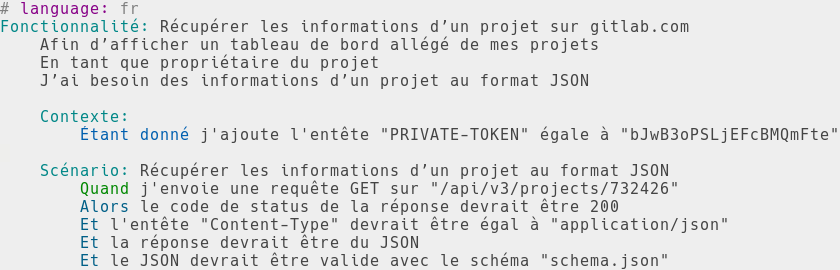 # language: fr
Fonctionnalité: Récupérer les informations d’un projet sur gitlab.com
Afin d’afficher un tableau de bord allégé de mes projets
En tant que propriétaire du projet
J’ai besoin des informations d’un projet au format JSON
Contexte:
Étant donné j'ajoute l'entête "PRIVATE-TOKEN" égale à "bJwB3oPSLjEFcBMQmFte"
Scénario: Récupérer les informations d’un projet au format JSON
Quand j'envoie une requête GET sur "/api/v3/projects/732426"
Alors le code de status de la réponse devrait être 200
Et l'entête "Content-Type" devrait être égal à "application/json"
Et la réponse devrait être du JSON
Et le JSON devrait être valide avec le schéma "schema.json"